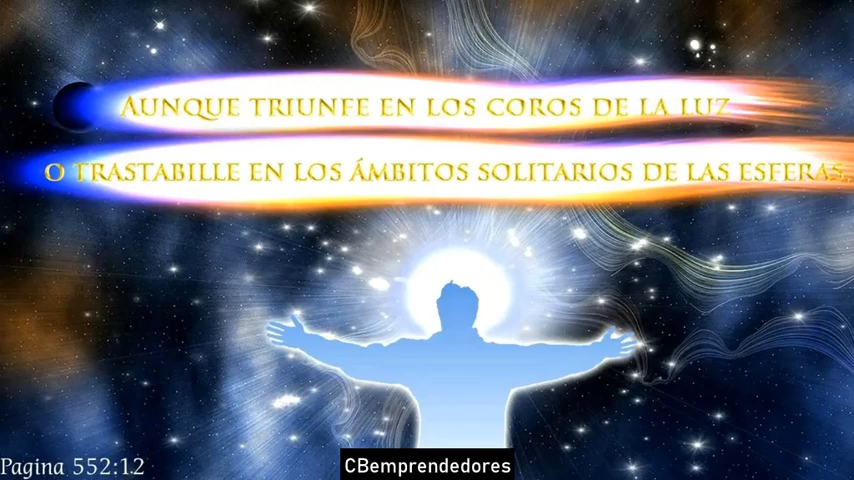 AUNQUE TRIUNFE EN LOS COROS DE LA LUZ
O TRASTABILLE EN LOS ÁMBITOS SOLITARIOS DE LAS ESFERAS.
Pagina 552:12
CBemprendedores